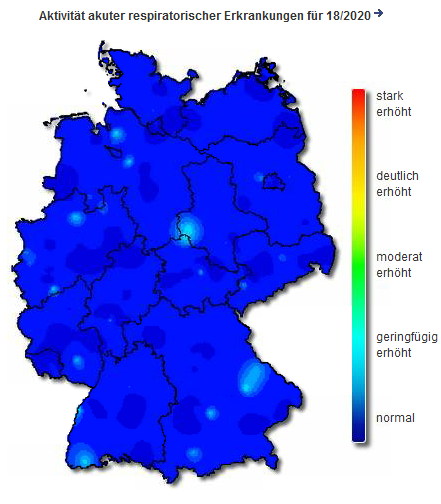 Aktivität akuter respiratorischer Erkrankungen für 18/2020
stark
erhöht
deutlich
erhöht
moderat
erhöht
geringfügig
erhöht
normal